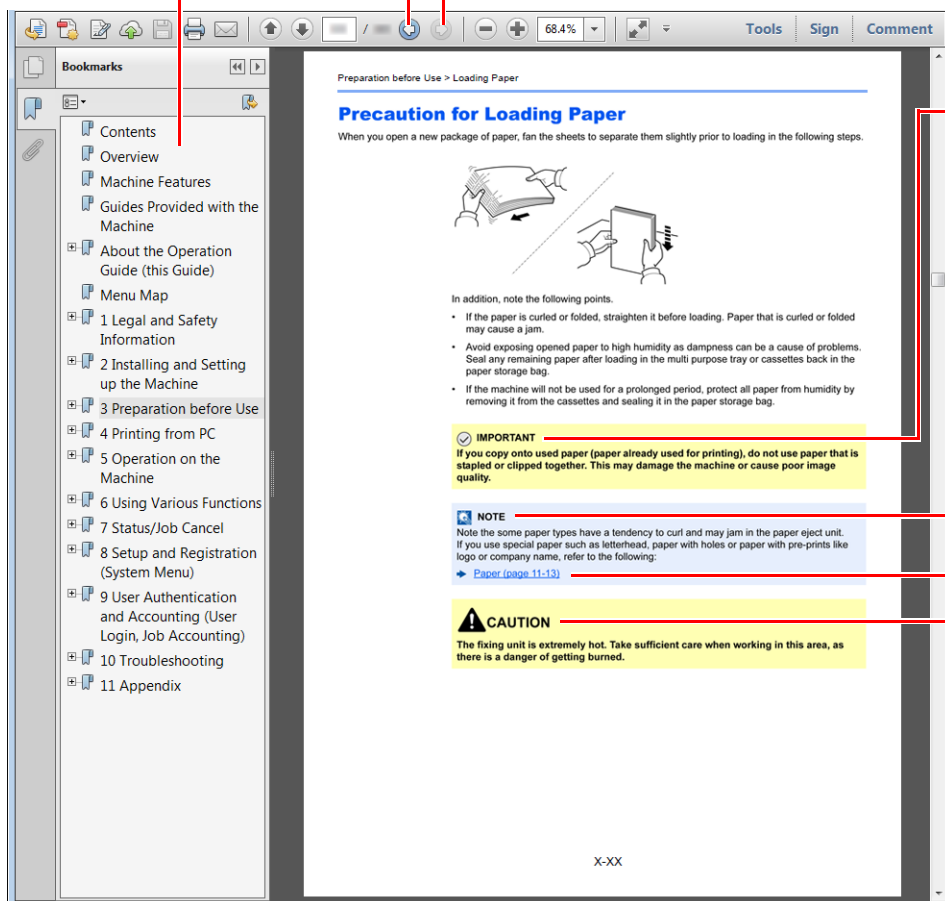 /
68.4%
Tools
Sign
Comment
Bookmarks
Contents
Overview
Machine Features
Guides Provided with the
Machine
About the Operation
Guide (this Guide)
Menu Map
1 Legal and Safety
Information
2 Installing and Setting
up the Machine
3 Preparation before Use
4 Printing from PC
5 Operation on the
Machine
6 Using Various Functions
7 Status/Job Cancel
8 Setup and Registration
(System Menu)
9 User Authentication
and Accounting (User
Login, Job Accounting)
10 Troubleshooting
11 Appendix
Preparation before Use > Loading Paper
Precaution for Loading Paper
When you open a new package of paper, fan the sheets to separate them slightly prior to loading in the following steps.
In addition, note the following points.
• If the paper is curled or folded, straighten it before loading. Paper that is curled or folded
may cause a jam.
• Avoid exposing opened paper to high humidity as dampness can be a cause of problems.
Seal any remaining paper after loading in the multi purpose tray or cassettes back in the
paper storage bag.
• If the machine will not be used for a prolonged period, protect all paper from humidity by
removing it from the cassettes and sealing it in the paper storage bag.
IMPORTANT
If you copy onto used paper (paper already used for printing), do not use paper that is
stapled or clipped together. This may damage the machine or cause poor image
quality.
NOTE
Note the some paper types have a tendency to curl and may jam in the paper eject unit.
If you use special paper such as letterhead, paper with holes or paper with pre-prints like
logo or company name, refer to the following:
Paper (page 11-13)
CAUTION
The fixing unit is extremely hot. Take sufficient care when working in this area, as
there is a danger of getting burned.
X-XX